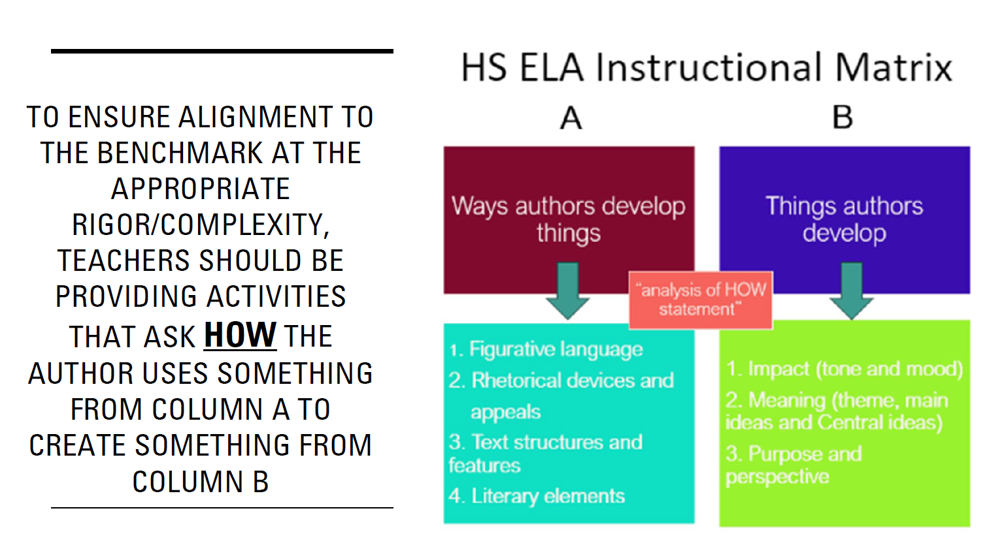 TO ENSURE ALIGNMENT TO
THE BENCHMARK AT THE
APPROPRIATE
RIGOR/COMPLEXITY,
TEACHERS SHOULD BE
PROVIDING ACTIVITIES
THAT ASK HOW THE
AUTHOR USES SOMETHING
FROM COLUMN A TO
CREATE SOMETHING FROM
COLUMN B
HS ELA Instructional Matrix
A
Ways authors develop
things
1. Figurative language
2. Rhetorical devices and
appeals
3. Text structures and
features
4. Literary elements
"analysis of HOW
statement"
B
Things authors
develop
1. Impact (tone and mood)
2. Meaning (theme, main
ideas and Central ideas)
3. Purpose and
perspective